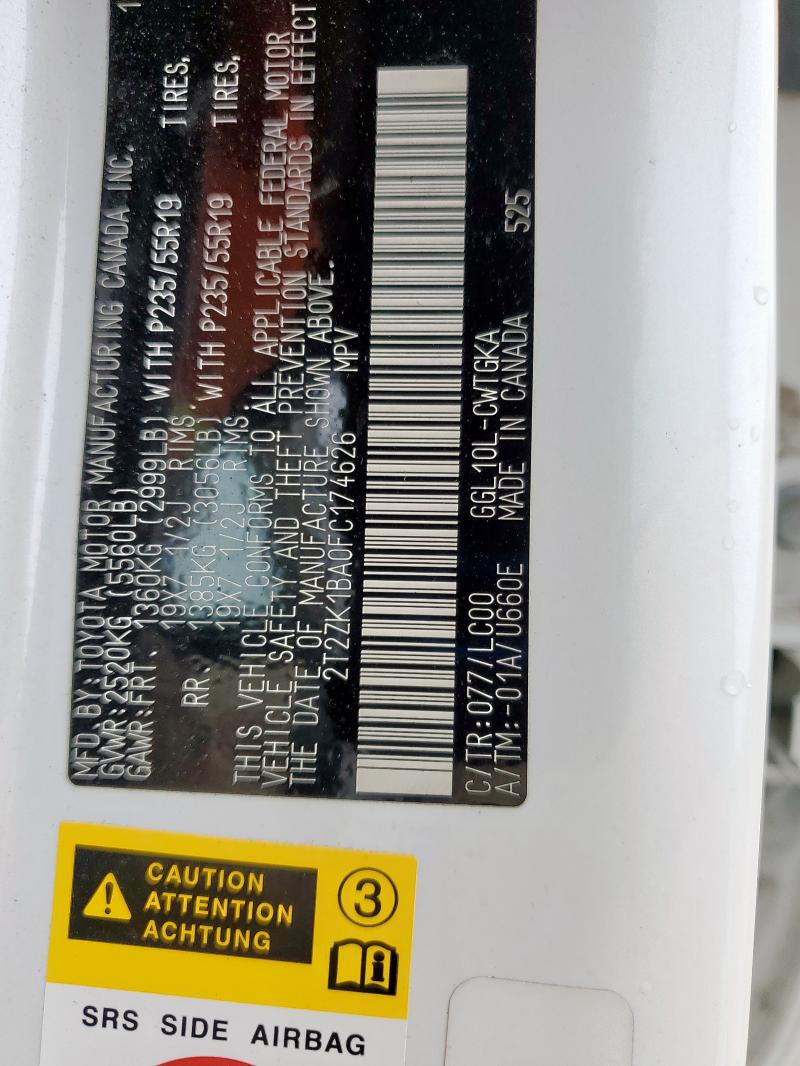 MFD. BY:TOYOTA MOTOR MANUFACTURING CANADA INC.
GVWR:2520KG (5560LB)
GAWR:FRT. 1360KG (2999LB) WITH P235/55R19 TIRES,
19X7 1/2J RIMS.
RR. 1385KG (3056LB) WITH P235/55R19 TIRES,
19X7 1/2J RIMS.
THIS VEHICLE CONFORMS TO ALL APPLICABLE FEDERAL MOTOR
VEHICLE SAFETY AND THEFT PREVENTION STANDARDS IN EFFECT
THE DATE OF MANUFACTURE SHOWN ABOVE.
2T2ZK1BA0FC174626 MPV
C/TR:077/LC00 GGL10L-CWTGKA
A/TM:-01A/U660E MADE IN CANADA 525
CAUTION
ATTENTION
ACHTUNG
3
SRS SIDE AIRBAG